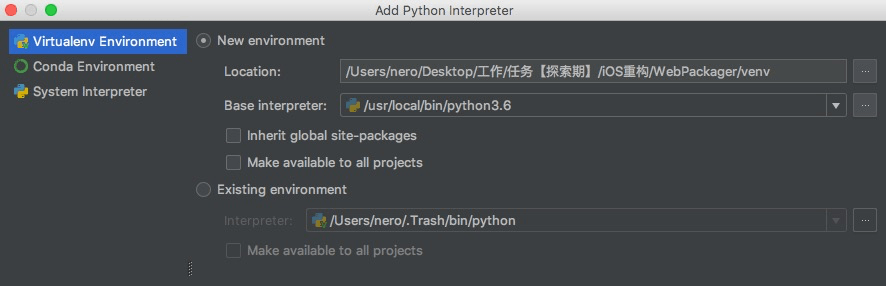 Add Python Interpreter
Virtualenv Environment
Conda Environment
System Interpreter
New environment
Location: /Users/nero/Desktop/工作/任务【探索期】/iOS重构/WebPackager/venv ...
Base interpreter: /usr/local/bin/python3.6 ...
Inherit global site-packages
Make available to all projects
Existing environment
Interpreter: /Users/nero/.Trash/bin/python ...
Make available to all projects